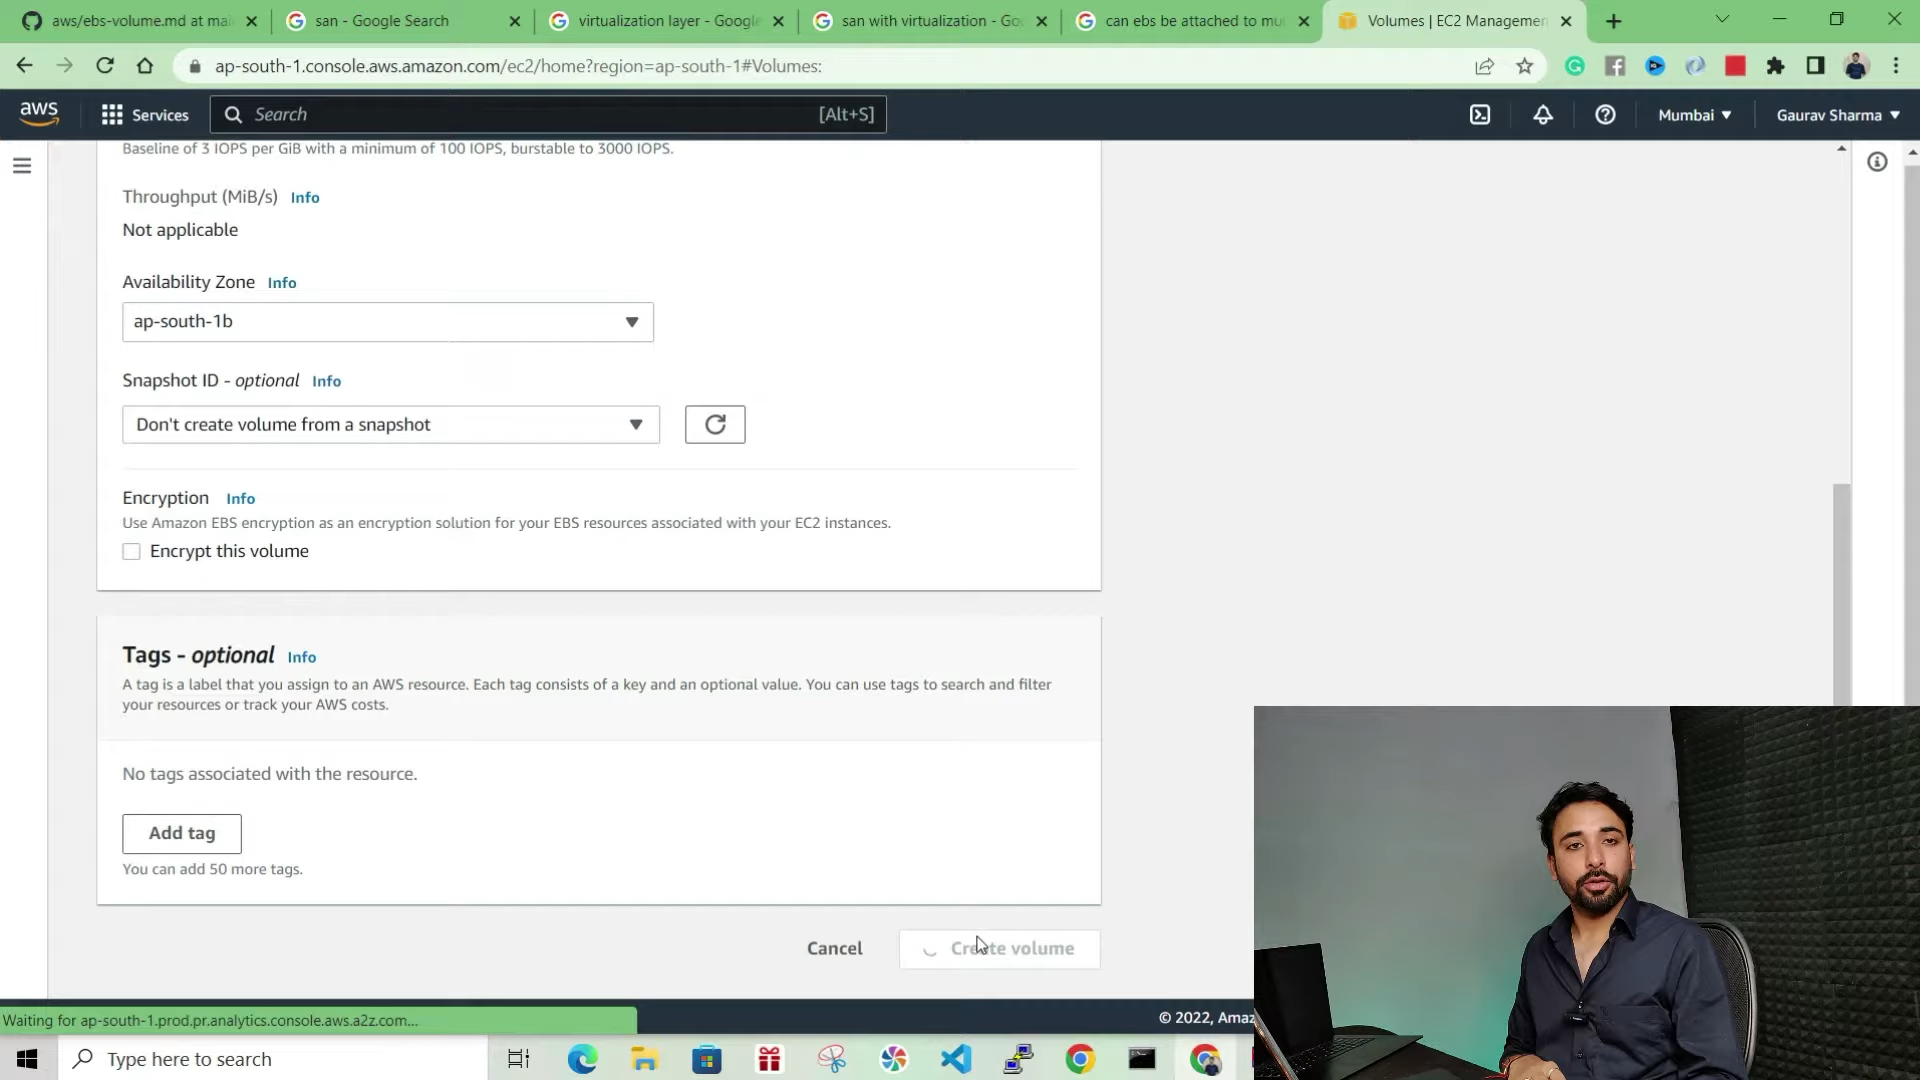 aws/ebs-volume.md at mai
san - Google Search
virtualization layer - Google
san with virtualization - Goo
can ebs be attached to mu
Volumes | EC2 Managemen
ap-south-1.console.aws.amazon.com/ec2/home?region=ap-south-1#Volumes:
aws
Services
Search
[Alt+S]
Mumbai
Gaurav Sharma
Baseline of 3 IOPS per GiB with a minimum of 100 IOPS, burstable to 3000 IOPS.
Throughput (MiB/s) Info
Not applicable
Availability Zone Info
ap-south-1b
Snapshot ID - optional Info
Don't create volume from a snapshot
Encryption Info
Use Amazon EBS encryption as an encryption solution for your EBS resources associated with your EC2 instances.
Encrypt this volume
Tags - optional Info
A tag is a label that you assign to an AWS resource. Each tag consists of a key and an optional value. You can use tags to search and filter
your resources or track your AWS costs.
No tags associated with the resource.
Add tag
You can add 50 more tags.
Cancel
Create volume
Waiting for ap-south-1.prod.pr.analytics.console.aws.a2z.com...
© 2022, Amaz
Type here to search